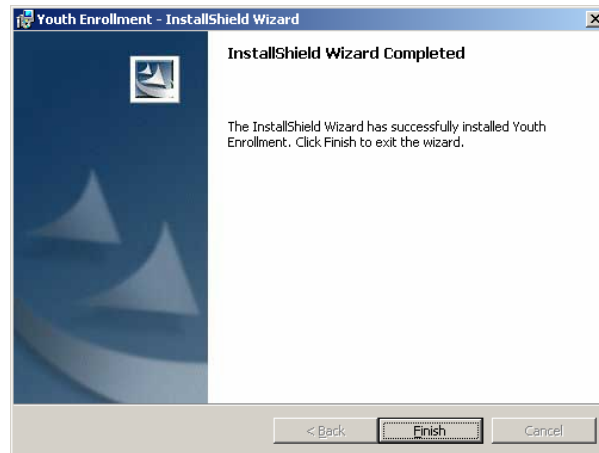 Youth Enrollment - InstallShield Wizard
InstallShield Wizard Completed
The InstallShield Wizard has successfully installed Youth
Enrollment. Click Finish to exit the wizard.
< Back Finish Cancel